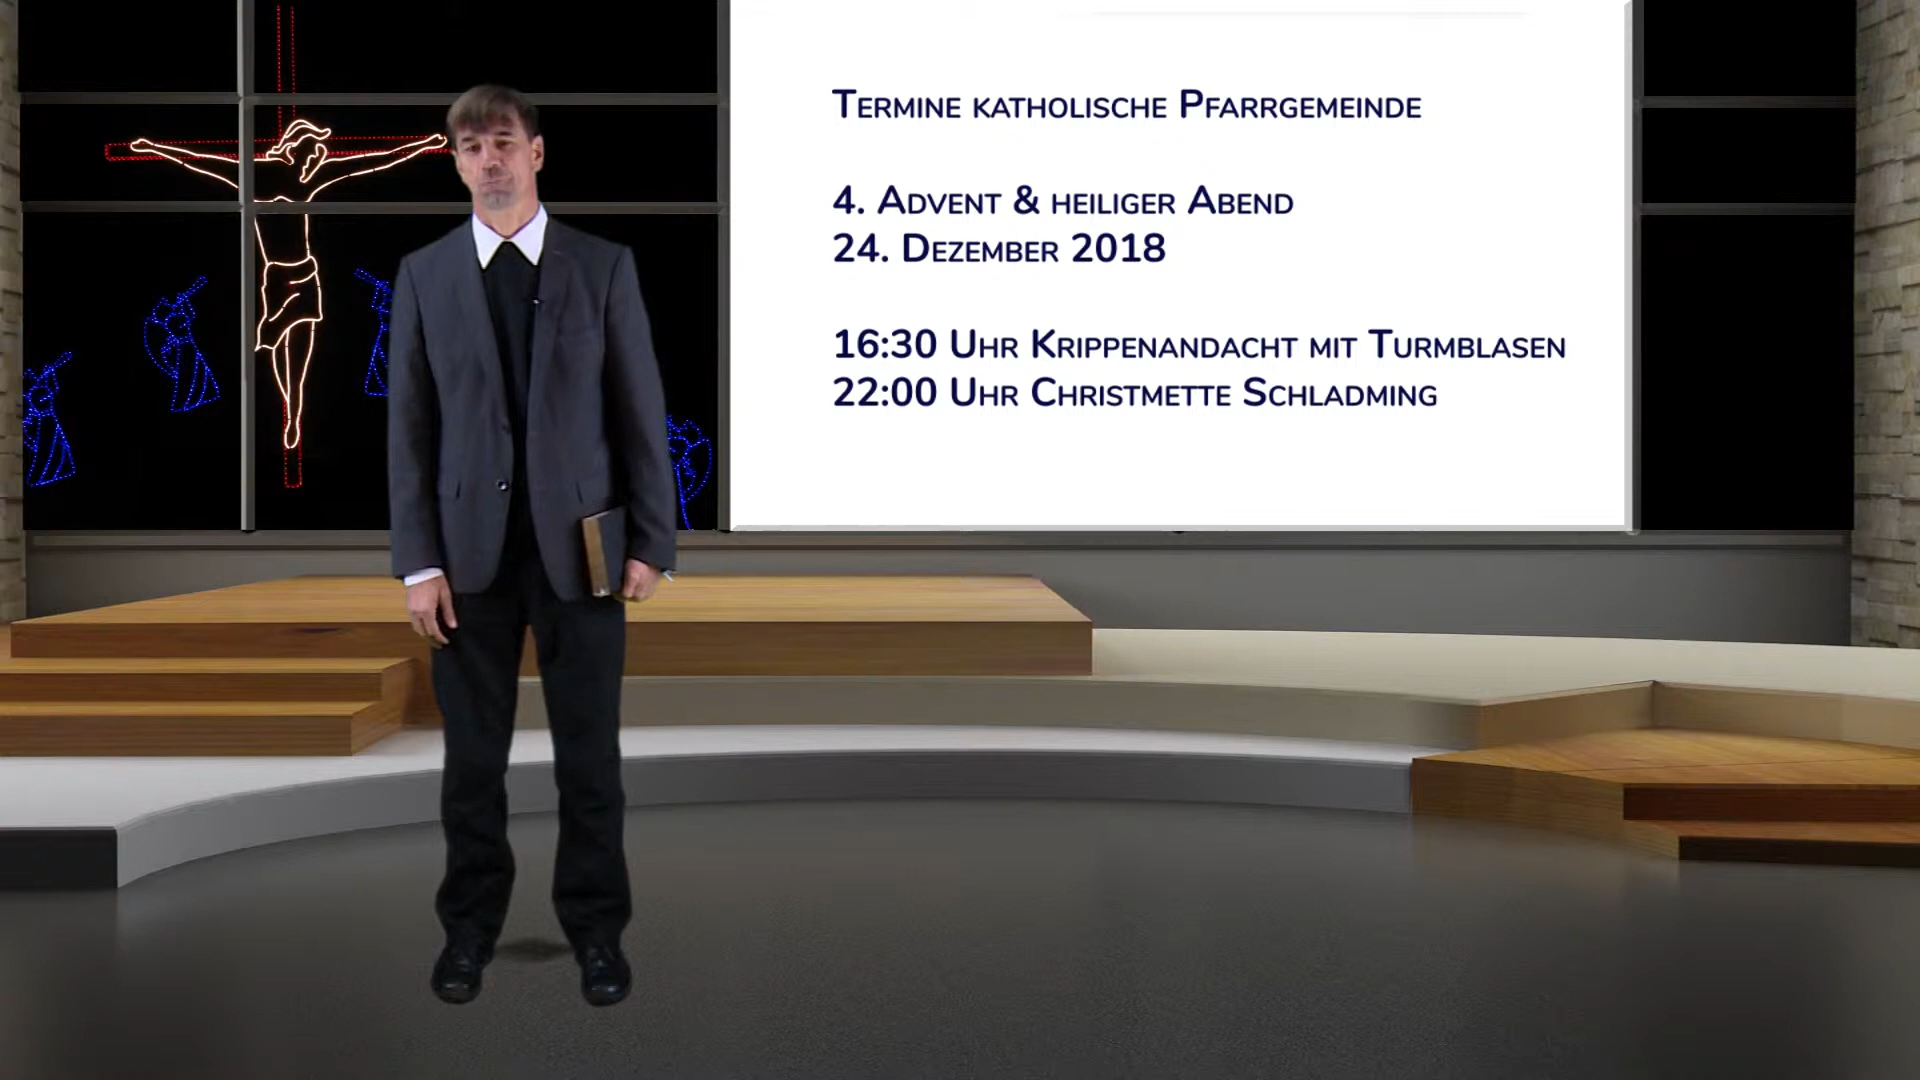 Termine katholische Pfarrgemeinde
4. Advent & heiliger Abend
24. Dezember 2018
16:30 Uhr Krippenandacht mit Turmblasen
22:00 Uhr Christmette Schladming